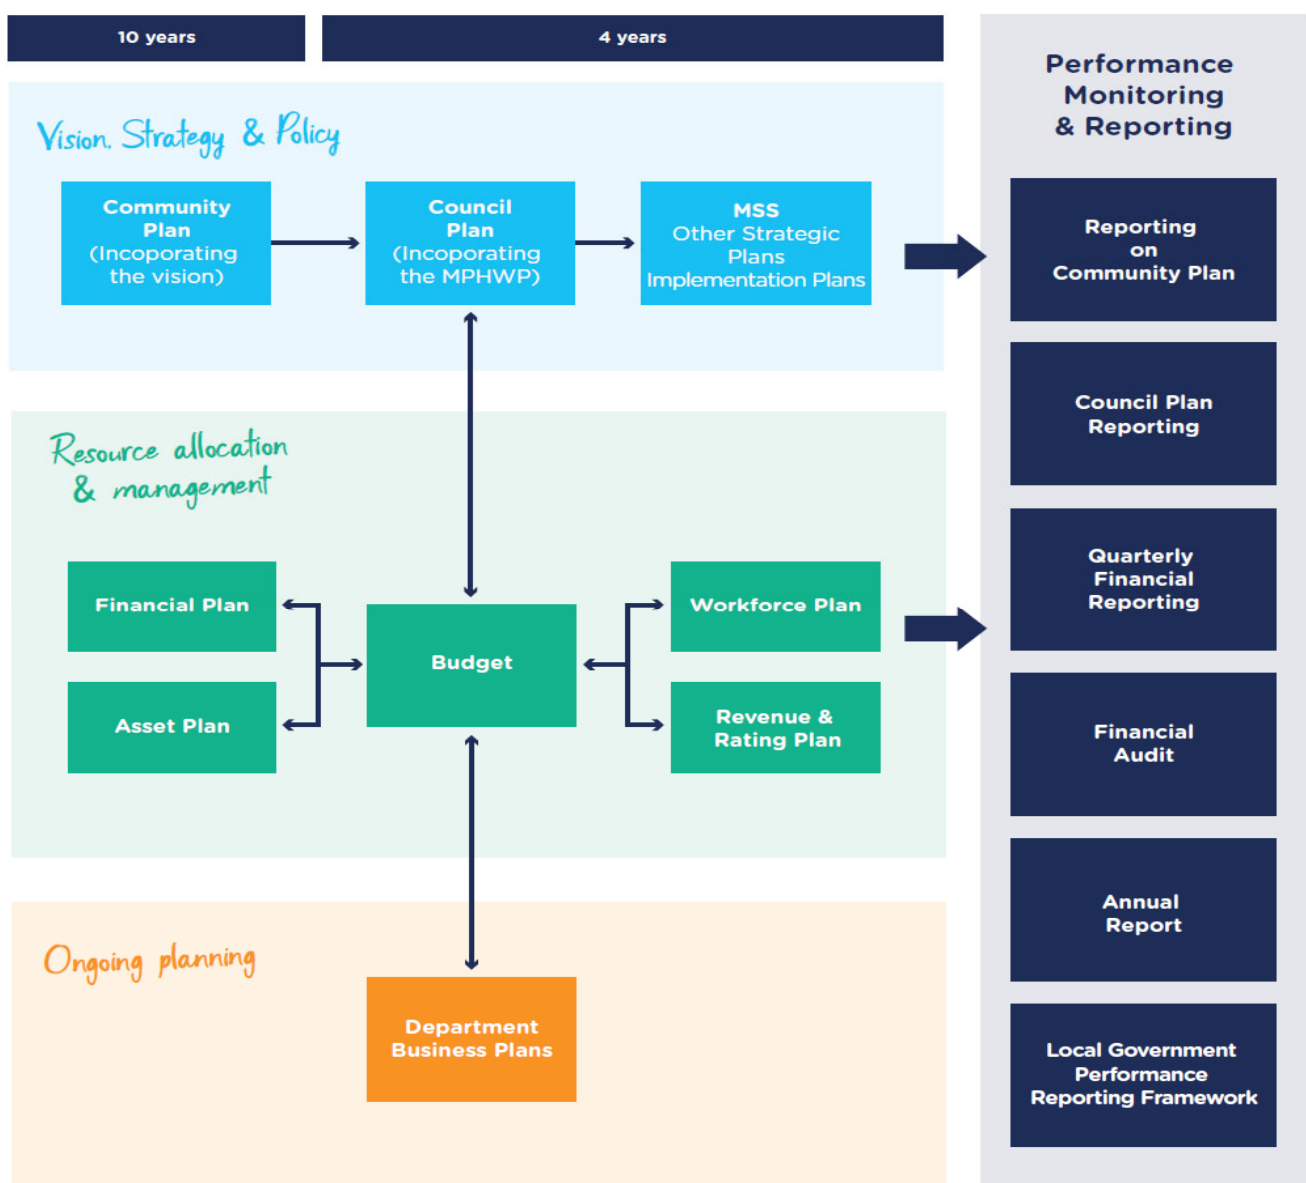 10 years
4 years
Performance
Monitoring
& Reporting
Vision, Strategy & Policy
Community
Plan
(Incoporating
the vision)
Council
Plan
(Incoporating
the MPHWP)
MSS
Other Strategic
Plans
Implementation Plans
Reporting
on
Community Plan
Council Plan
Reporting
Resource allocation
& management
Financial Plan
Asset Plan
Budget
Workforce Plan
Revenue &
Rating Plan
Quarterly
Financial
Reporting
Financial
Audit
Ongoing planning
Department
Business Plans
Annual
Report
Local Government
Performance
Reporting Framework